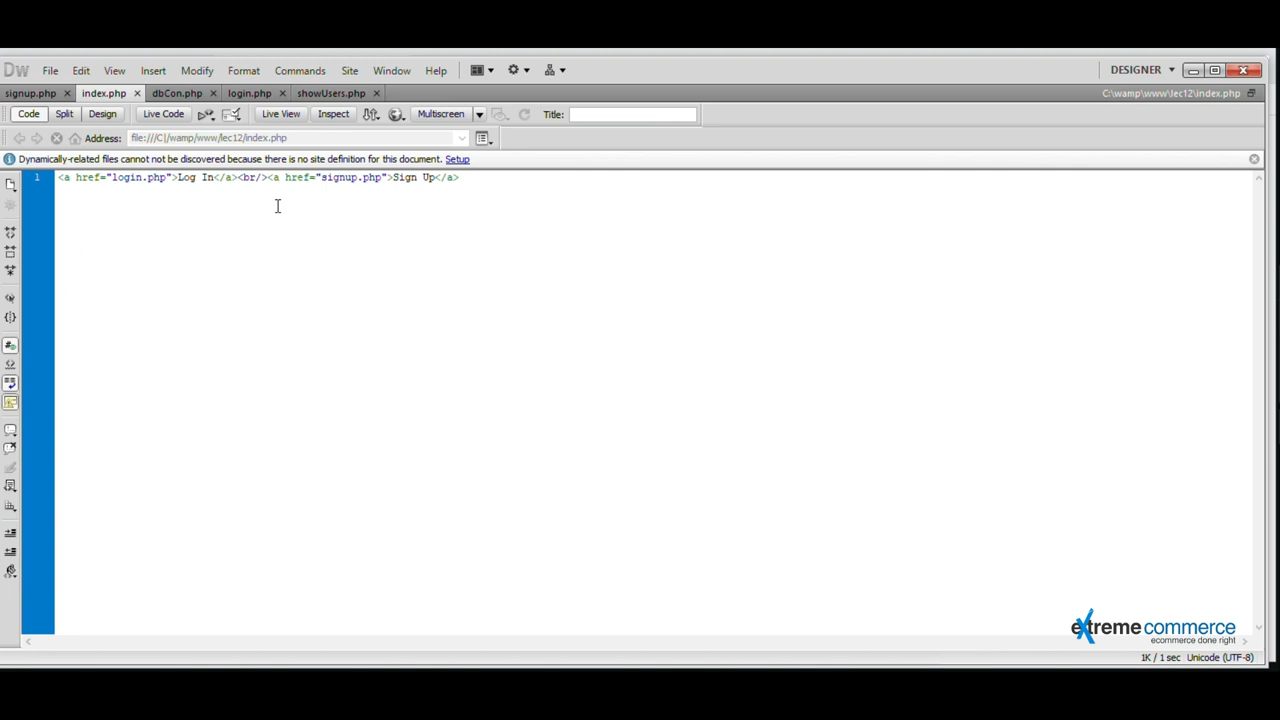 Dw File Edit View Insert Modify Format Commands Site Window Help DESIGNER
signup.php index.php dbCon.php login.php showUsers.php C:\wamp\www\lec12\index.php
Code Split Design Live Code Live View Inspect Multiscreen Title:
Address: file:///C|/wamp/www/lec12/index.php
Dynamically-related files cannot be discovered because there is no site definition for this document. Setup
1 <a href="login.php">Log In</a><br/><a href="signup.php">Sign Up</a>
extreme commerce
ecommerce done right
1K / 1 sec Unicode (UTF-8)